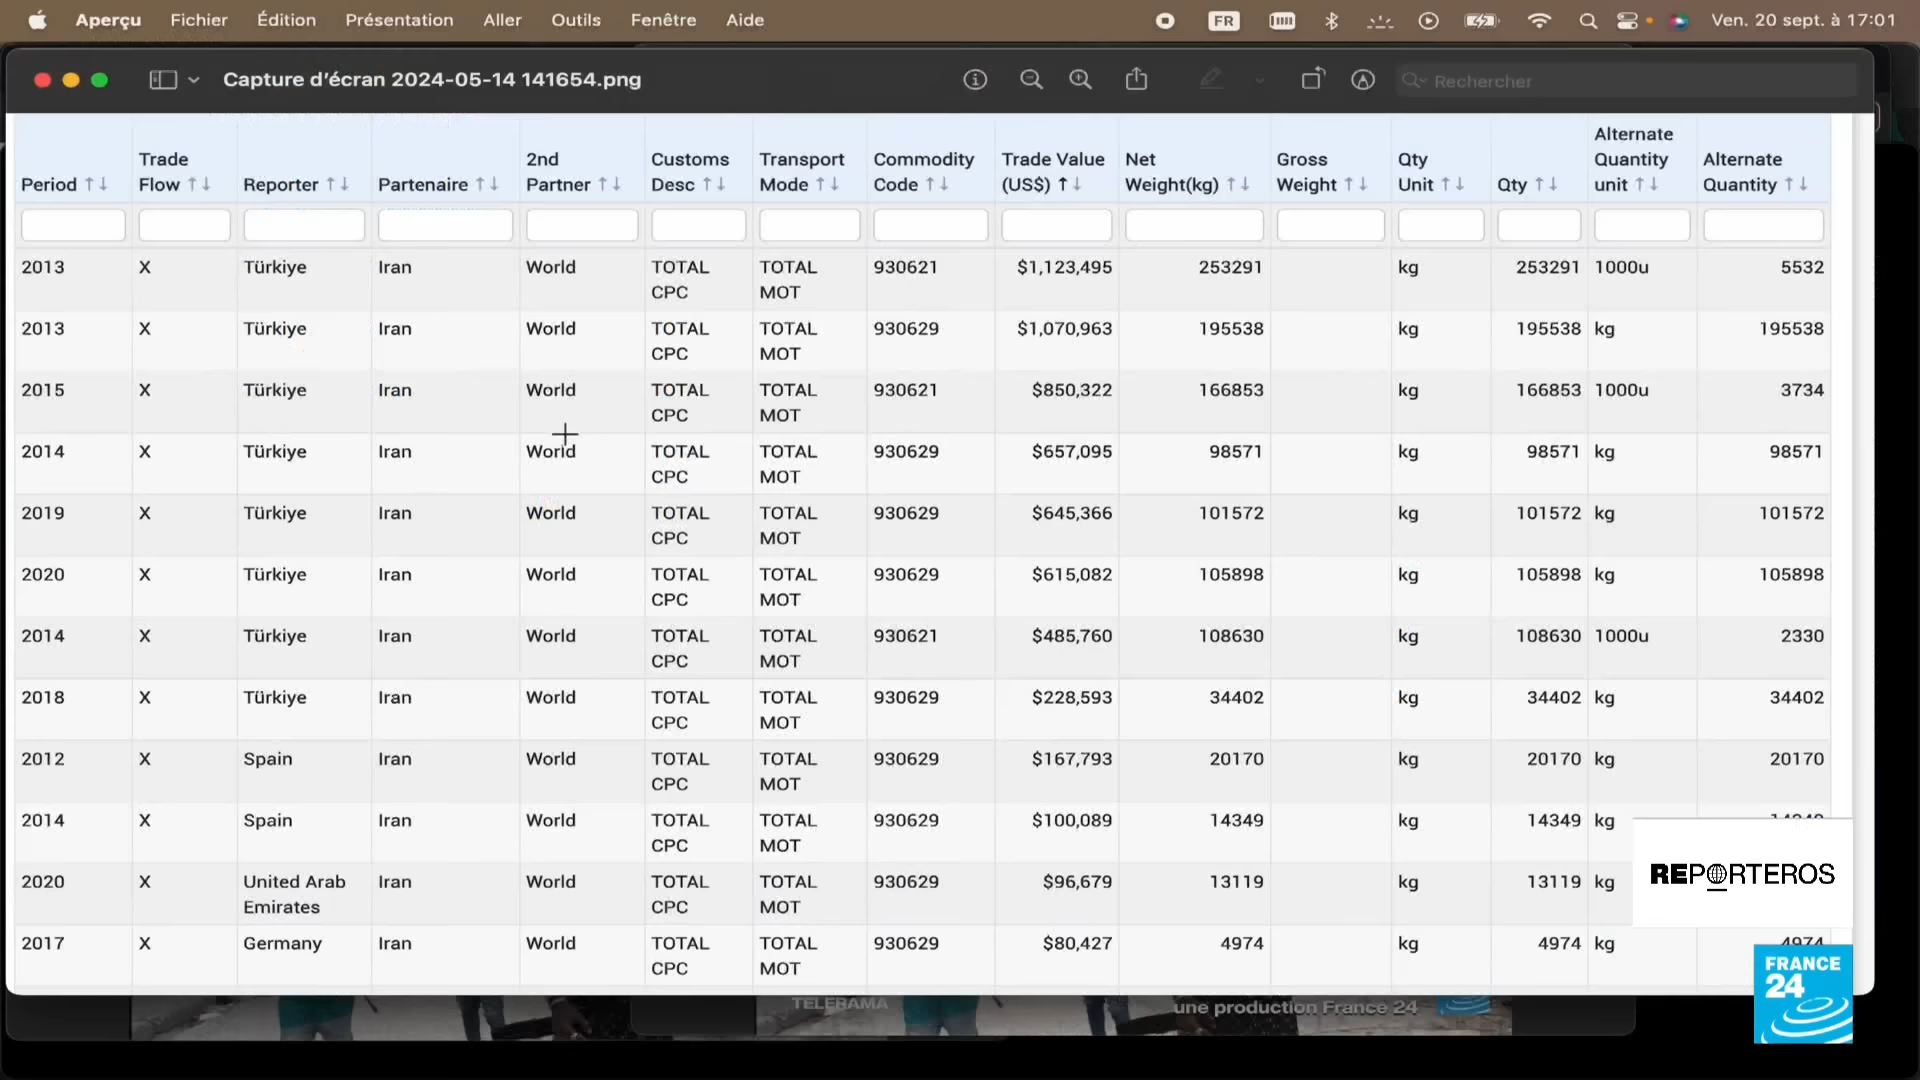 Aperçu Fichier Édition Présentation Aller Outils Fenêtre Aide FR Ven. 20 sept. à 17:01
Capture d'écran 2024-05-14 141654.png Rechercher
Period Trade Flow Reporter Partenaire 2nd Partner Customs Desc Transport Mode Commodity Code Trade Value (US$) Net Weight(kg) Gross Weight Qty Unit Qty Alternate Quantity unit Alternate Quantity
2013 X Türkiye Iran World TOTAL CPC TOTAL MOT 930621 $1,123,495 253291 kg 253291 1000u 5532
2013 X Türkiye Iran World TOTAL CPC TOTAL MOT 930629 $1,070,963 195538 kg 195538 kg 195538
2015 X Türkiye Iran World TOTAL CPC TOTAL MOT 930621 $850,322 166853 kg 166853 1000u 3734
2014 X Türkiye Iran World TOTAL CPC TOTAL MOT 930629 $657,095 98571 kg 98571 kg 98571
2019 X Türkiye Iran World TOTAL CPC TOTAL MOT 930629 $645,366 101572 kg 101572 kg 101572
2020 X Türkiye Iran World TOTAL CPC TOTAL MOT 930629 $615,082 105898 kg 105898 kg 105898
2014 X Türkiye Iran World TOTAL CPC TOTAL MOT 930621 $485,760 108630 kg 108630 1000u 2330
2018 X Türkiye Iran World TOTAL CPC TOTAL MOT 930629 $228,593 34402 kg 34402 kg 34402
2012 X Spain Iran World TOTAL CPC TOTAL MOT 930629 $167,793 20170 kg 20170 kg 20170
2014 X Spain Iran World TOTAL CPC TOTAL MOT 930629 $100,089 14349 kg 14349 kg
2020 X United Arab Emirates Iran World TOTAL CPC TOTAL MOT 930629 $96,679 13119 kg 13119 kg
2017 X Germany Iran World TOTAL CPC TOTAL MOT 930629 $80,427 4974 kg 4974 kg 4974
REPORTEROS
FRANCE
24
TELERAMA
une production France 24